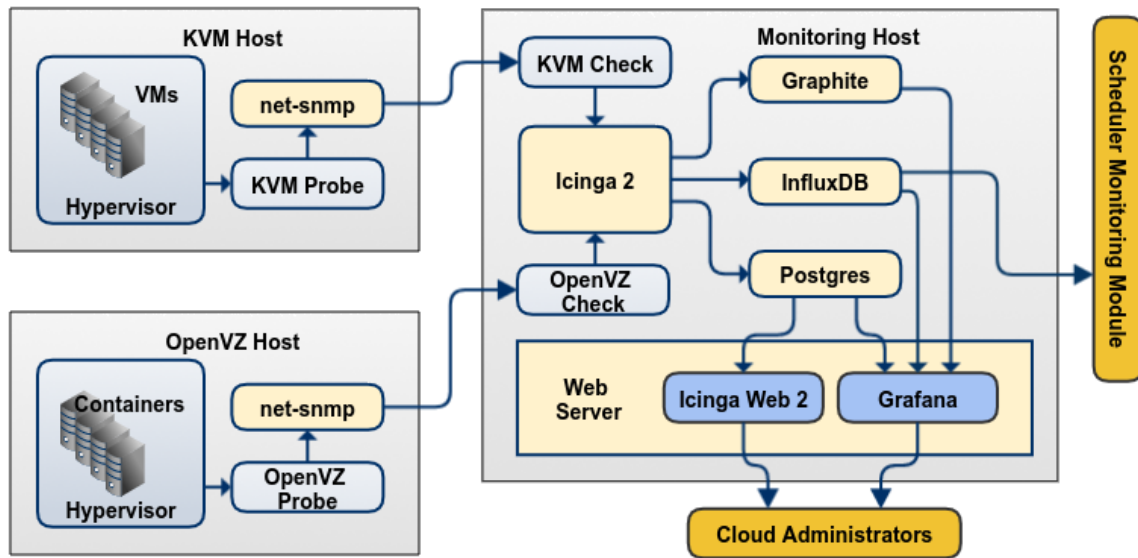 KVM Host
VMs
Hypervisor
net-snmp
KVM Probe
OpenVZ Host
Containers
Hypervisor
net-snmp
OpenVZ
Probe
Monitoring Host
KVM Check
Icinga 2
OpenVZ
Check
Graphite
InfluxDB
Postgres
Web
Server
Icinga Web 2
Grafana
Cloud Administrators
Scheduler Monitoring Module